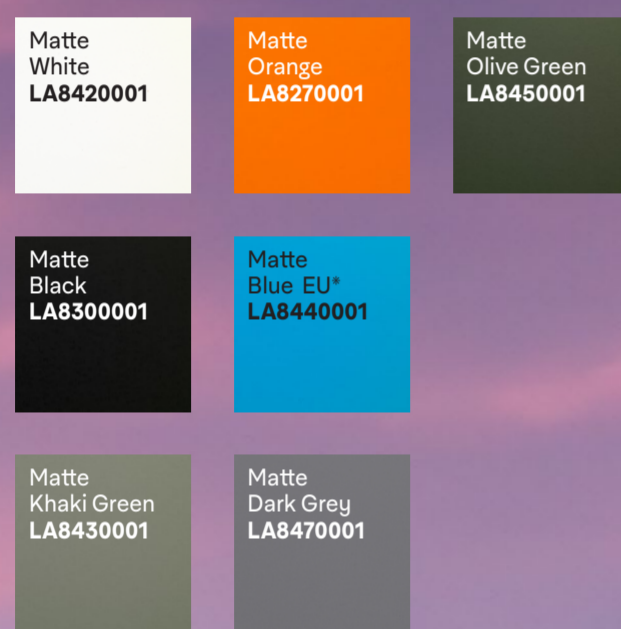 Matte
White
LA8420001
Matte
Orange
LA8270001
Matte
Olive Green
LA8450001
Matte
Black
LA8300001
Matte
Blue EU*
LA8440001
Matte
Khaki Green
LA8430001
Matte
Dark Grey
LA8470001